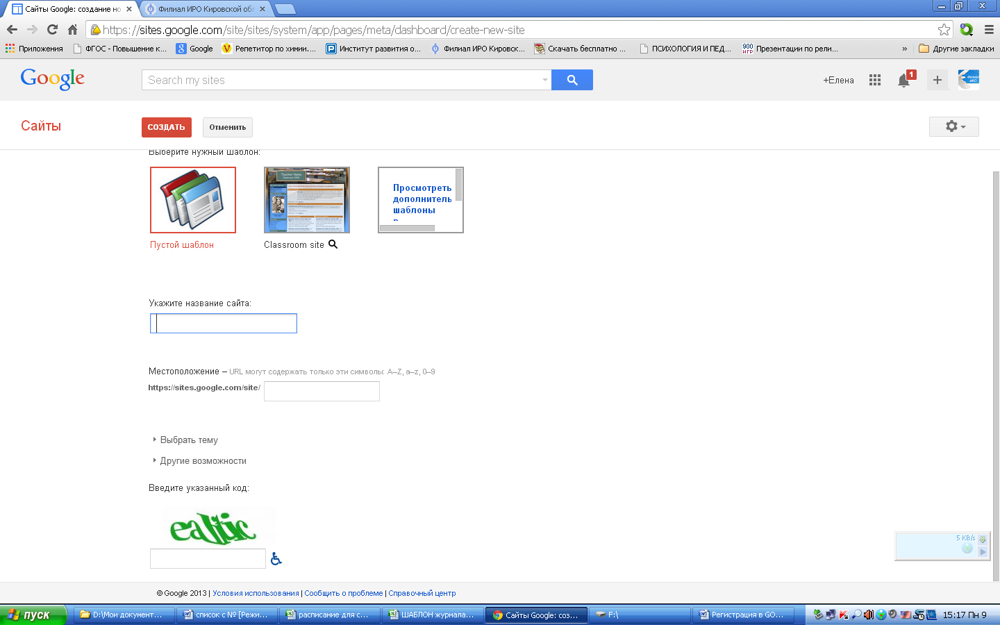 Сайты Google: создание но
Филиал ИРО Кировской обл
https://sites.google.com/site/sites/system/app/pages/meta/dashboard/create-new-site
Приложения
ФГОС - Повышение к...
Google
Репетитор по химии....
Институт развития о...
Филиал ИРО Кировск...
Скачать бесплатно ...
ПСИХОЛОГИЯ И ПЕД...
900 игр
Презентации по рели...
»
Другие закладки
Google
Search my sites
+Елена
1
Сайты
СОЗДАТЬ
Отменить
Выберите нужный шаблон:
Просмотреть
дополнитель
шаблоны
Пустой шаблон
Classroom site
Укажите название сайта:
Местоположение – URL могут содержать только эти символы: A–Z, a–z, 0–9
https://sites.google.com/site/
Выбрать тему
Другие возможности
Введите указанный код:
5 KB/s
© Google 2013 | Условия использования | Сообщить о проблеме | Справочный центр
пуск
D:\Мои документ...
список с № [Режи...
расписание для с...
ШАБЛОН журнала...
Сайты Google: соз...
F:\
Регистрация в GO...
15:17 Пн 9